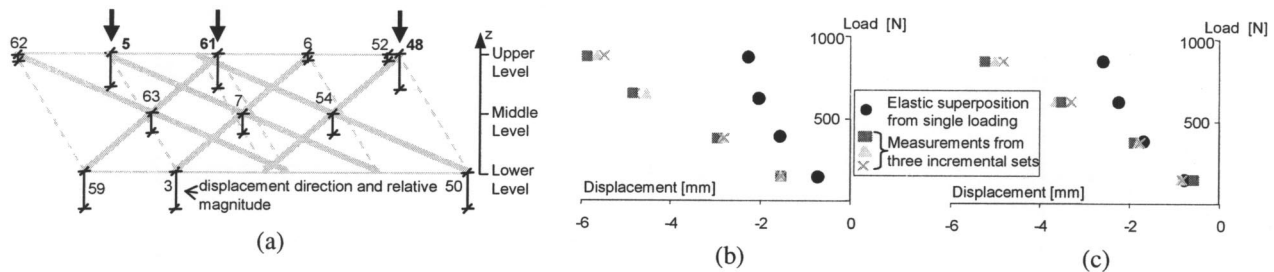 62
5
61
6
52
48
z
Upper
Level
63
7
54
Middle
Level
59
3
displacement direction and relative
magnitude
50
Lower
Level
(a)
Load [N]
1000
500
Displacement [mm]
-6
-4
-2
0
(b)
Elastic superposition
from single loading
Measurements from
three incremental sets
Load [N]
1000
500
Displacement [mm]
-6
-4
-2
0
(c)